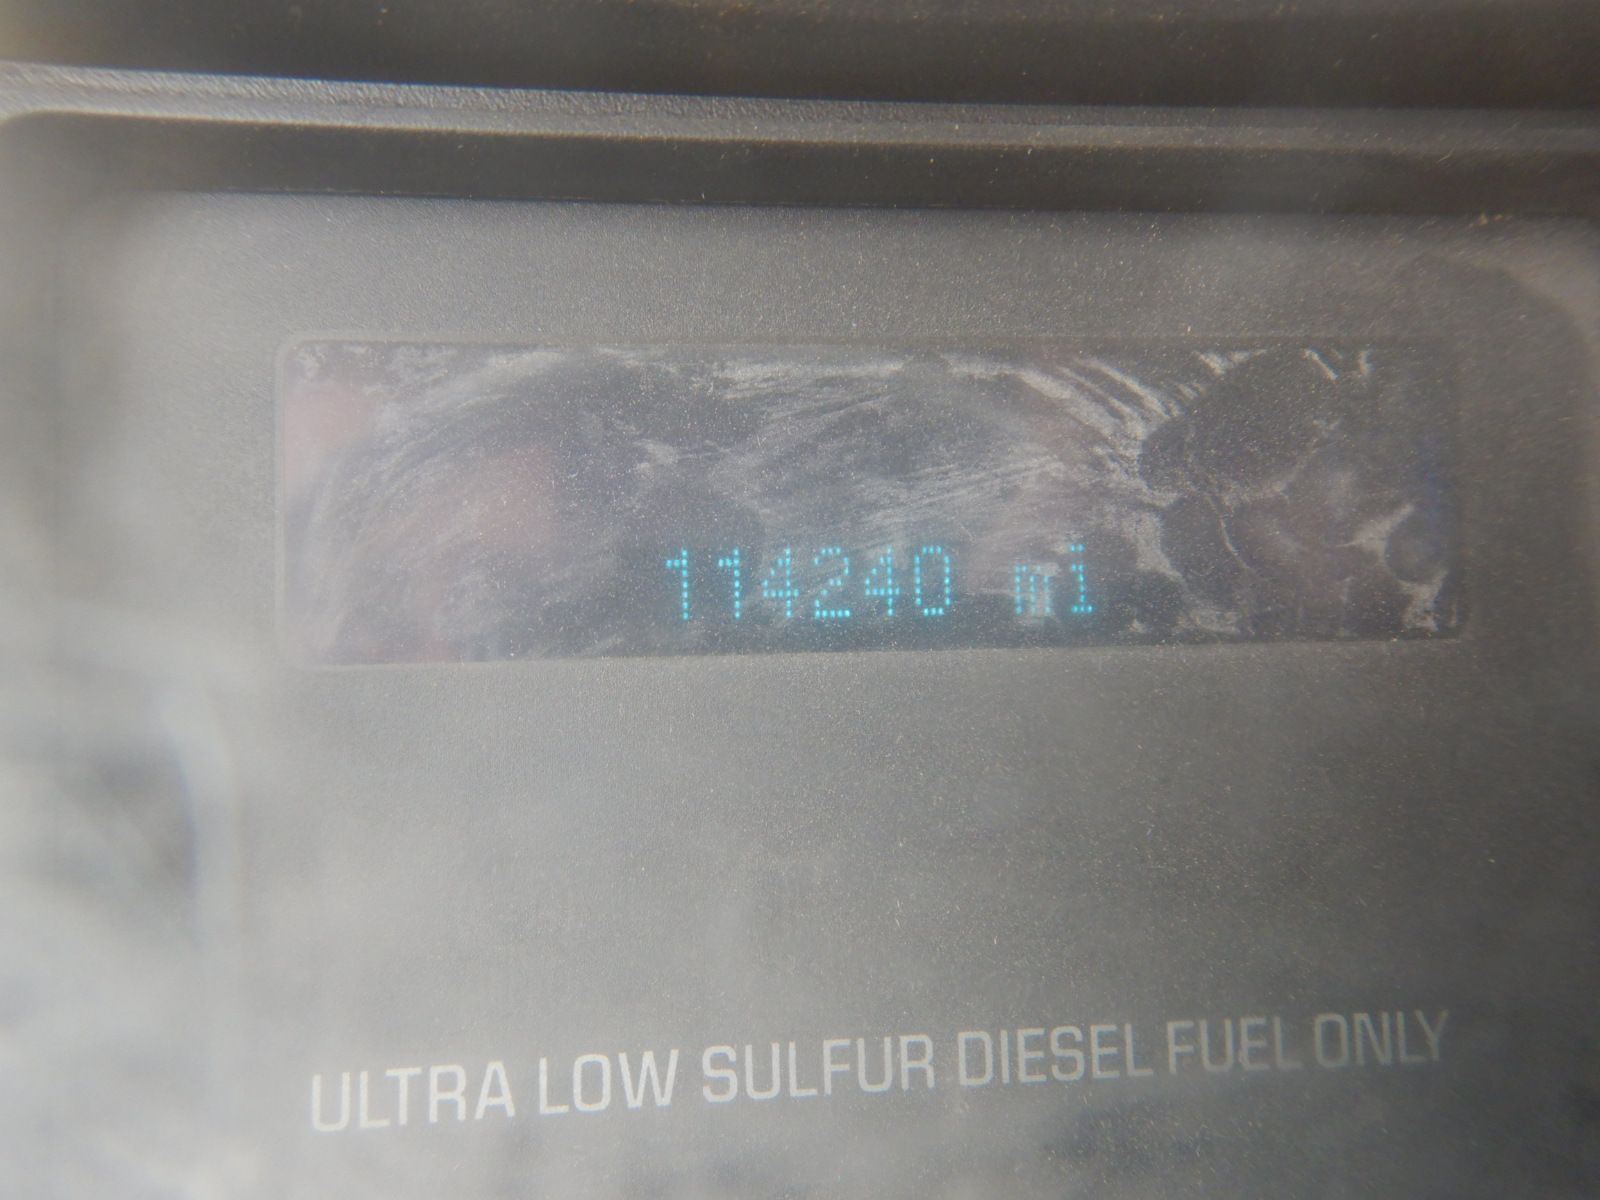 114240 mi
ULTRA LOW SULFUR DIESEL FUEL ONLY